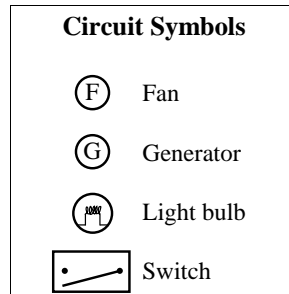 Circuit Symbols
F Fan
G Generator
Light bulb
Switch